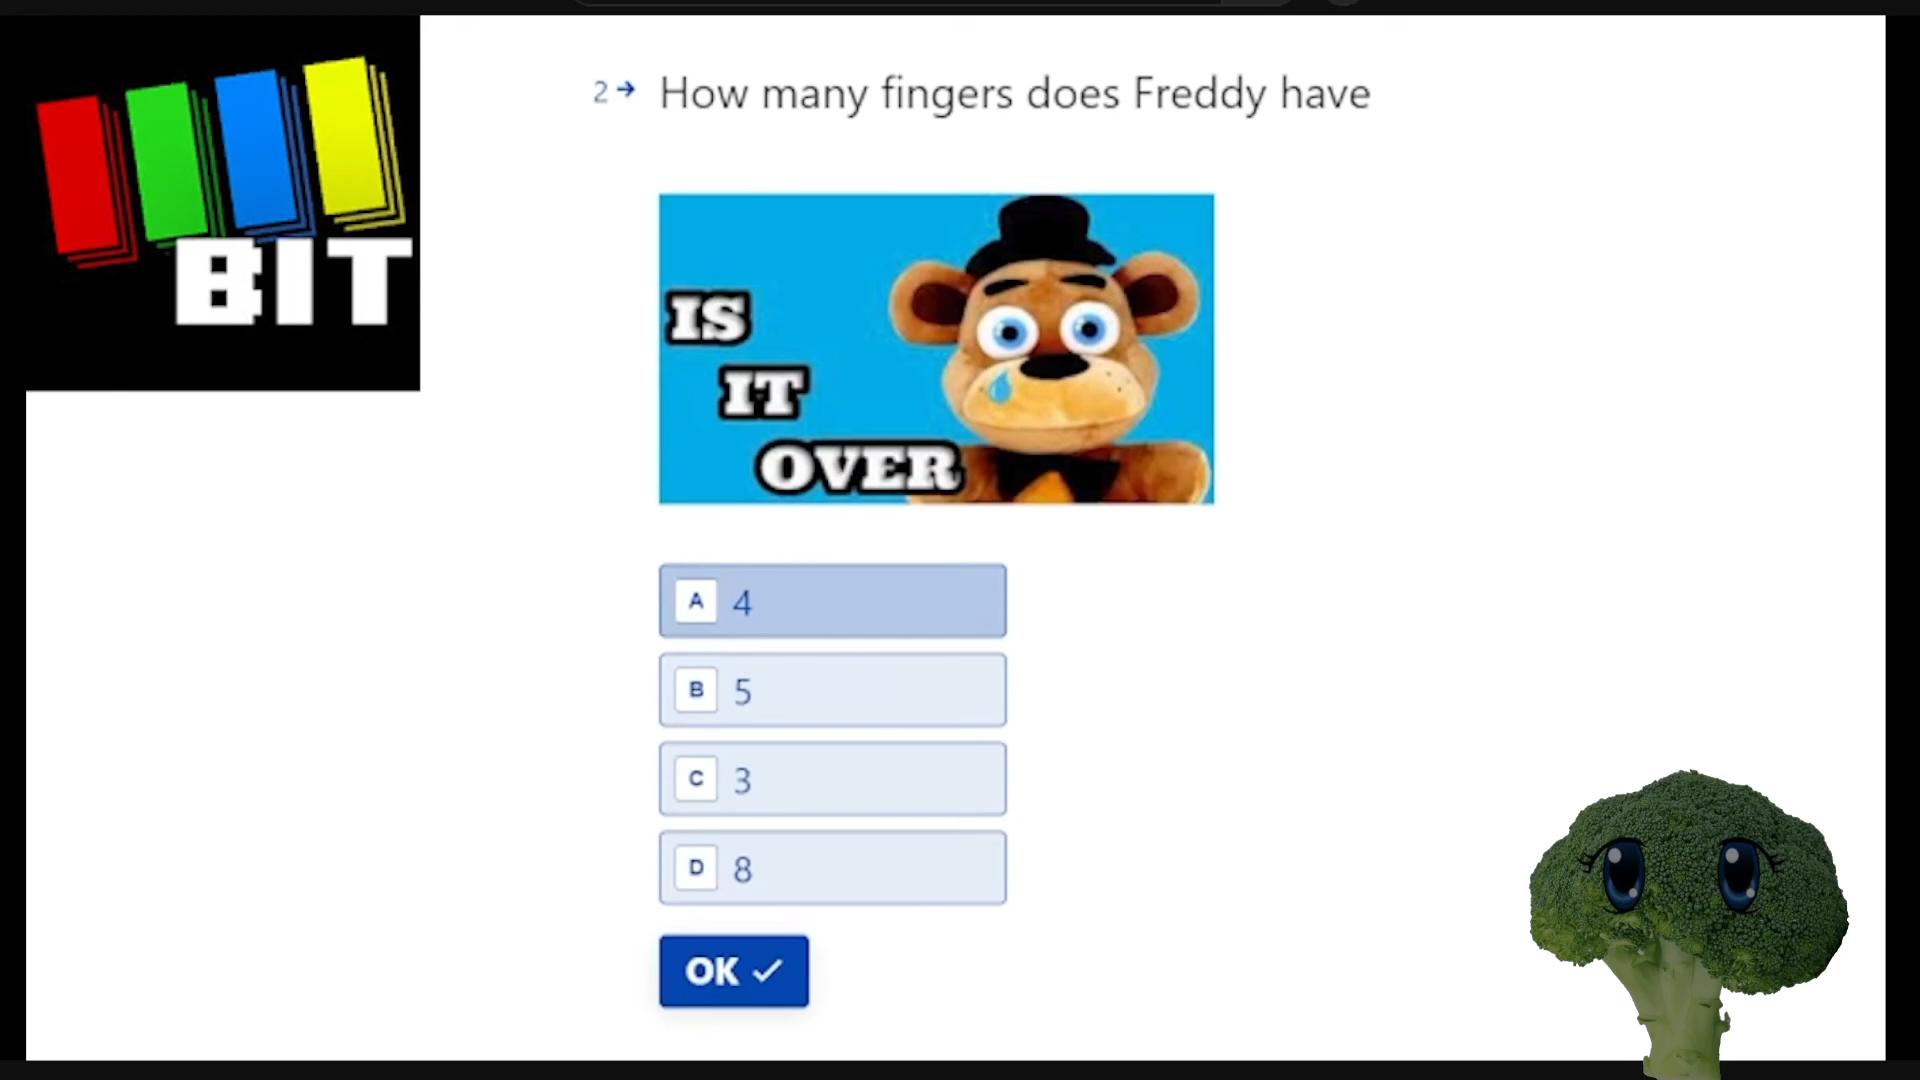 BIT
2 → How many fingers does Freddy have
IS
IT
OVER
A 4
B 5
C 3
D 8
OK ✓